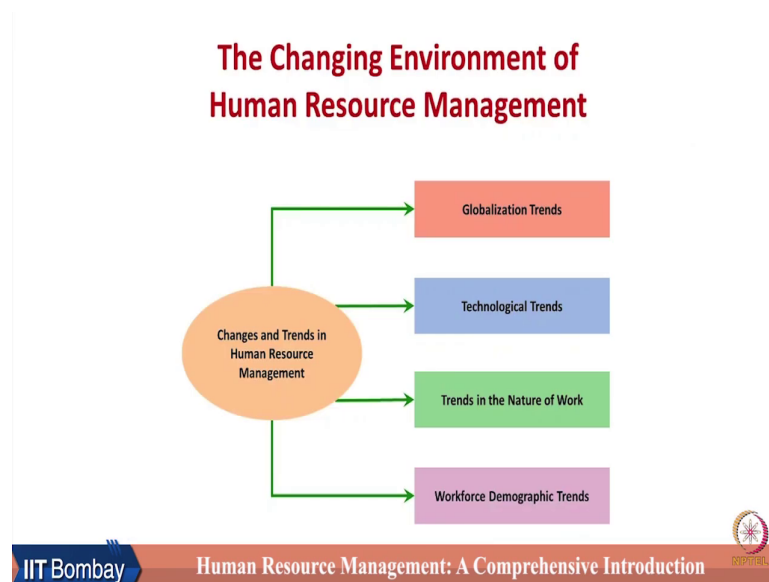 The Changing Environment of
Human Resource Management
Globalization Trends
Technological Trends
Changes and Trends in
Human Resource
Management
Trends in the Nature of Work
Workforce Demographic Trends
IIT Bombay
Human Resource Management: A Comprehensive Introduction
NPTEL